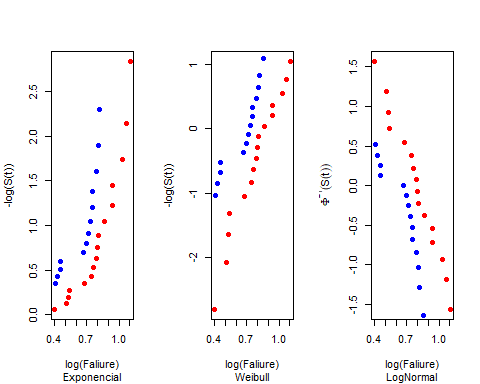 -log(S(t))
2.5
2.0
1.5
1.0
0.5
0.0
0.4 0.7 1.0
log(Faliure)
Exponencial
-log(S(t))
1
0
-1
-2
0.4 0.7 1.0
log(Faliure)
Weibull
Φ⁻¹(S(t))
1.5
1.0
0.5
0.0
-0.5
-1.0
-1.5
0.4 0.7 1.0
log(Faliure)
LogNormal